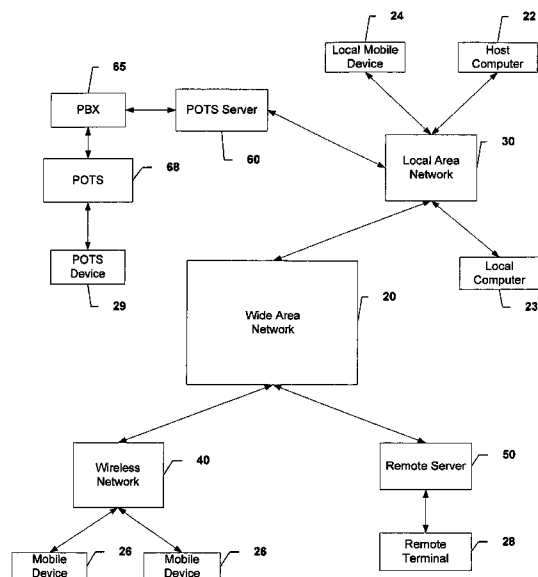 24
22
Local Mobile
Device
Host
Computer
65
PBX
POTS Server
60
30
Local Area
Network
POTS
68
POTS
Device
29
Local
Computer
23
Wide Area
Network
20
Wireless
Network
40
Remote Server
50
Mobile
Device
26
Mobile
Device
26
Remote
Terminal
28